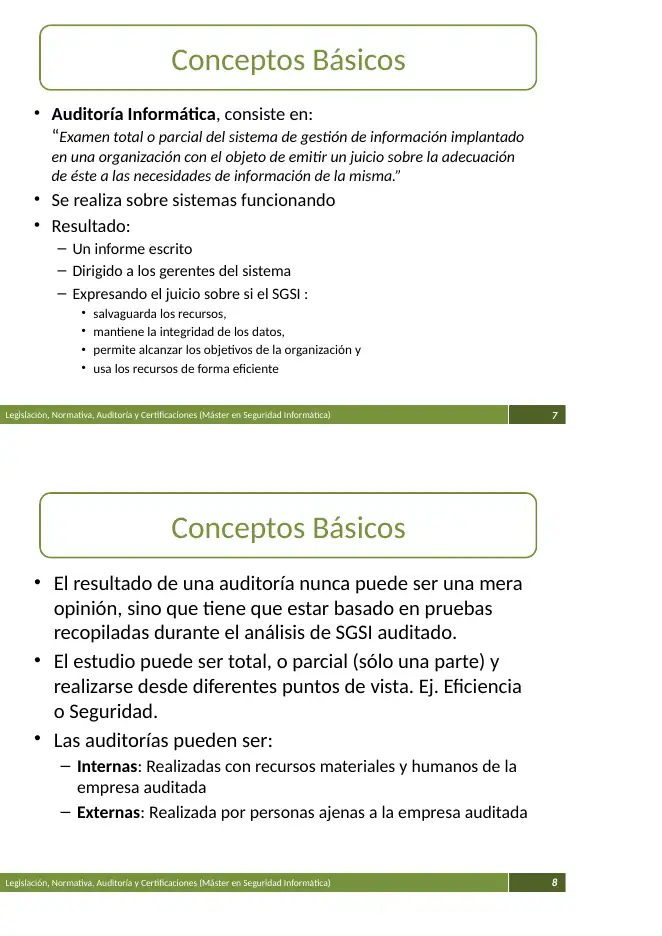 Conceptos Básicos
• Auditoría Informática, consiste en:
“Examen total o parcial del sistema de gestión de información implantado
en una organización con el objeto de emitir un juicio sobre la adecuación
de éste a las necesidades de información de la misma.”
• Se realiza sobre sistemas funcionando
• Resultado:
– Un informe escrito
– Dirigido a los gerentes del sistema
– Expresando el juicio sobre si el SGSI :
• salvaguarda los recursos,
• mantiene la integridad de los datos,
• permite alcanzar los objetivos de la organización y
• usa los recursos de forma eficiente
Legislación, Normativa, Auditoría y Certificaciones (Máster en Seguridad Informática) 7
Conceptos Básicos
• El resultado de una auditoría nunca puede ser una mera
opinión, sino que tiene que estar basado en pruebas
recopiladas durante el análisis de SGSI auditado.
• El estudio puede ser total, o parcial (sólo una parte) y
realizarse desde diferentes puntos de vista. Ej. Eficiencia
o Seguridad.
• Las auditorías pueden ser:
– Internas: Realizadas con recursos materiales y humanos de la
empresa auditada
– Externas: Realizada por personas ajenas a la empresa auditada
Legislación, Normativa, Auditoría y Certificaciones (Máster en Seguridad Informática) 8